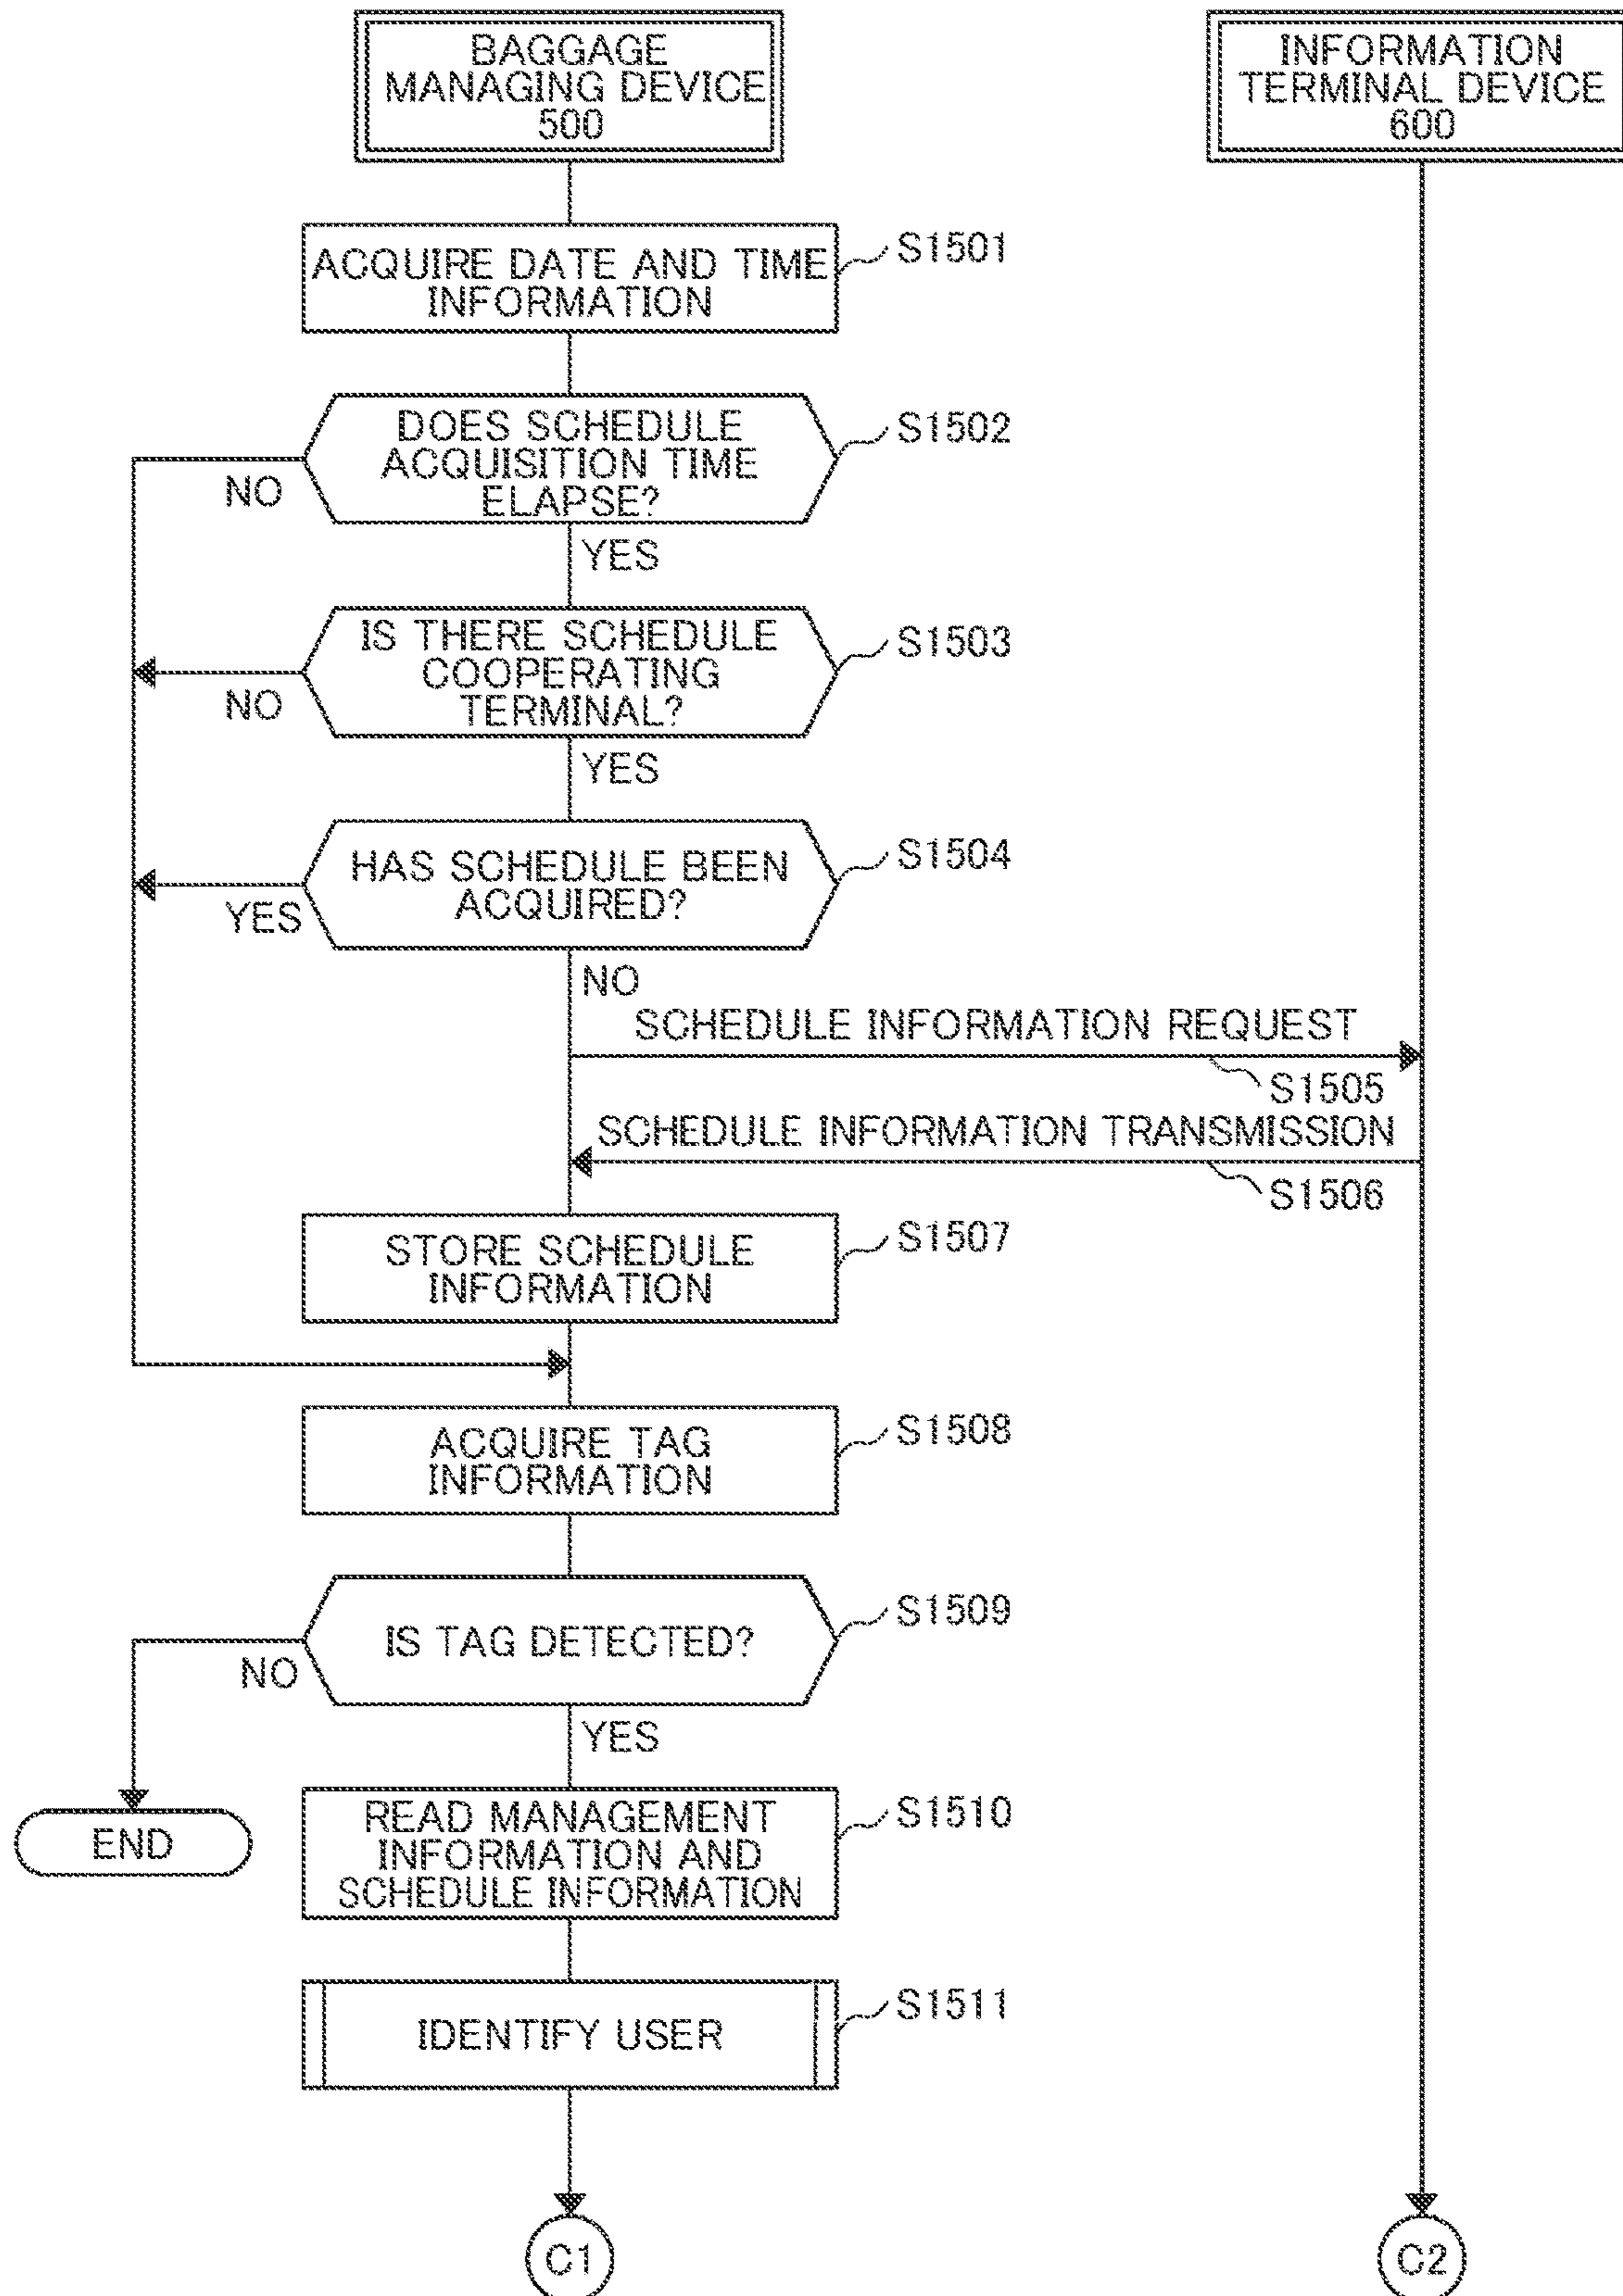 BAGGAGE
MANAGING DEVICE
500
INFORMATION
TERMINAL DEVICE
600
ACQUIRE DATE AND TIME
INFORMATION
S1501
DOES SCHEDULE
ACQUISITION TIME
ELAPSE?
S1502
NO
YES
IS THERE SCHEDULE
COOPERATING
TERMINAL?
S1503
NO
YES
HAS SCHEDULE BEEN
ACQUIRED?
S1504
YES
NO
SCHEDULE INFORMATION REQUEST
S1505
SCHEDULE INFORMATION TRANSMISSION
S1506
STORE SCHEDULE
INFORMATION
S1507
ACQUIRE TAG
INFORMATION
S1508
IS TAG DETECTED?
S1509
NO
YES
END
READ MANAGEMENT
INFORMATION AND
SCHEDULE INFORMATION
S1510
IDENTIFY USER
S1511
C1
C2